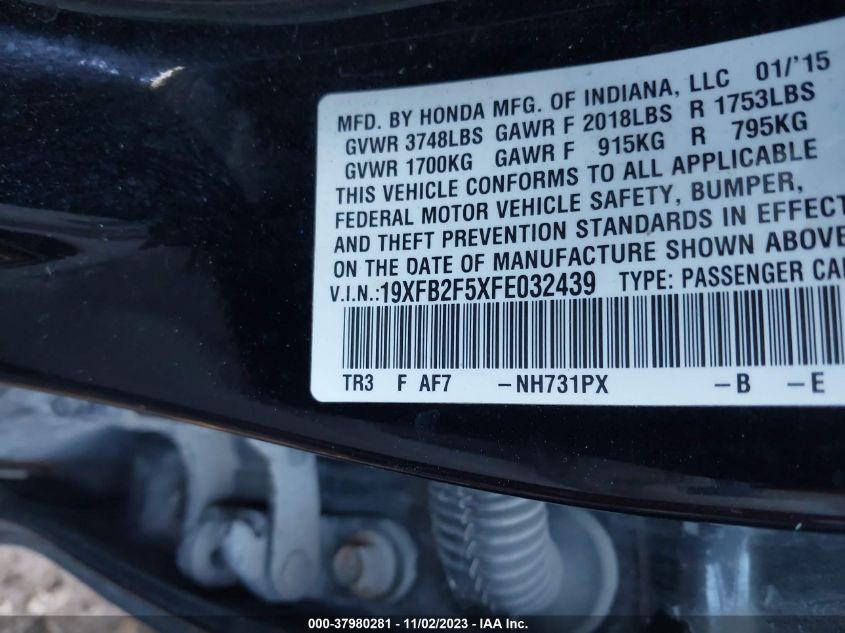 MFD. BY HONDA MFG. OF INDIANA, LLC 01/'15
GVWR 3748LBS GAWR F 2018LBS R 1753LBS
GVWR 1700KG GAWR F 915KG R 795KG
THIS VEHICLE CONFORMS TO ALL APPLICABLE
FEDERAL MOTOR VEHICLE SAFETY, BUMPER,
AND THEFT PREVENTION STANDARDS IN EFFECT
ON THE DATE OF MANUFACTURE SHOWN ABOVE
V.I.N.:19XFB2F5XFE032439 TYPE: PASSENGER CA
TR3 F AF7 -NH731PX -B -E
000-37980281 - 11/02/2023 - IAA Inc.